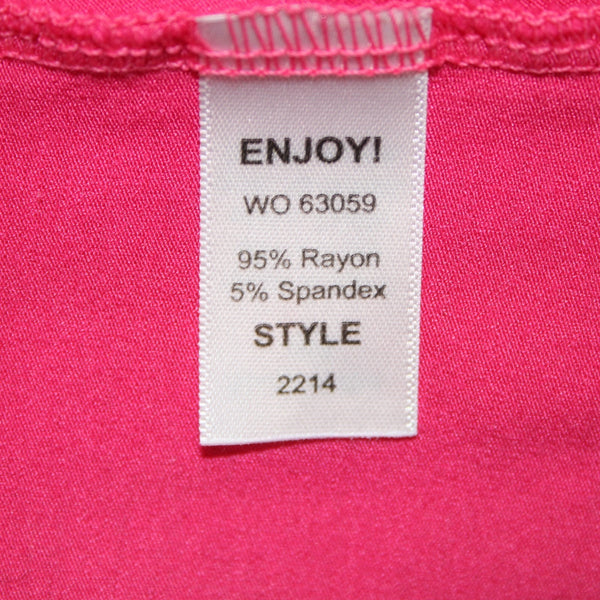 ENJOY!
WO 63059
95% Rayon
5% Spandex
STYLE
2214